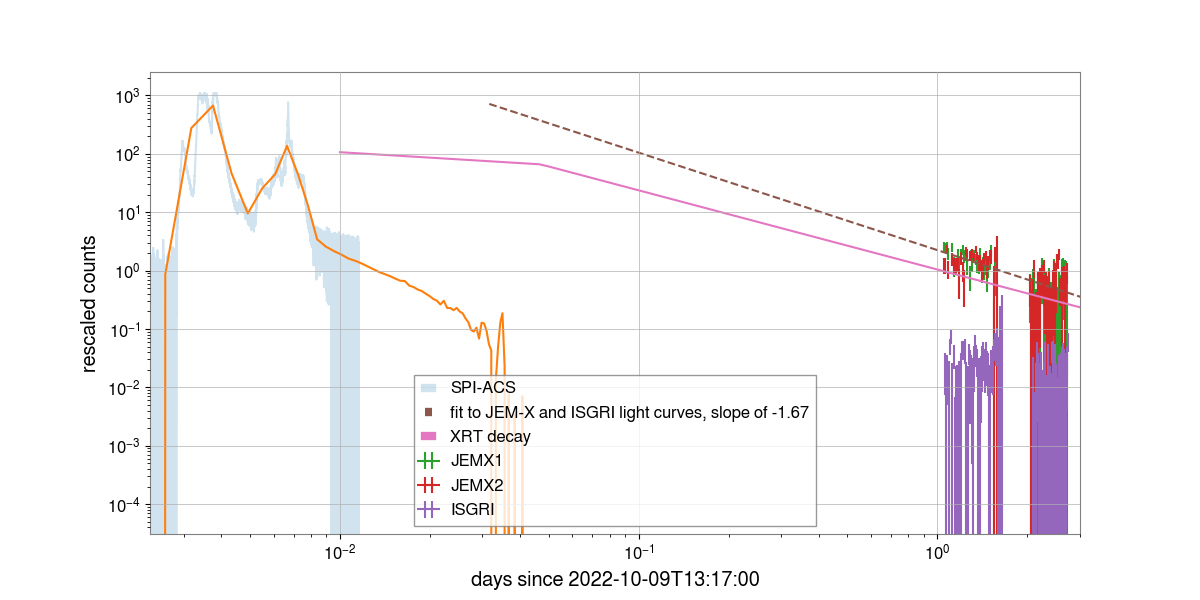 10³
10²
10¹
10⁰
10⁻¹
10⁻²
10⁻³
10⁻⁴
rescaled counts
SPI-ACS
fit to JEM-X and ISGRI light curves, slope of -1.67
XRT decay
JEMX1
JEMX2
ISGRI
10⁻²
10⁻¹
10⁰
days since 2022-10-09T13:17:00